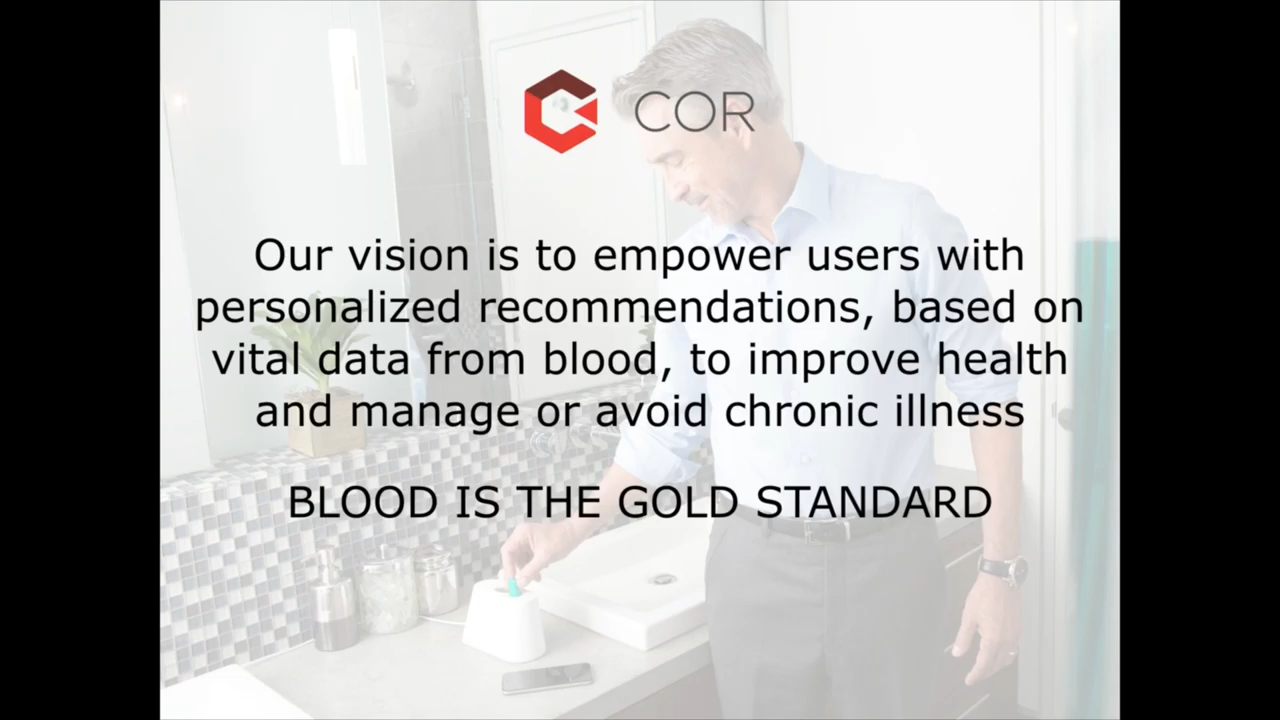 COR
Our vision is to empower users with
personalized recommendations, based on
vital data from blood, to improve health
and manage or avoid chronic illness
BLOOD IS THE GOLD STANDARD